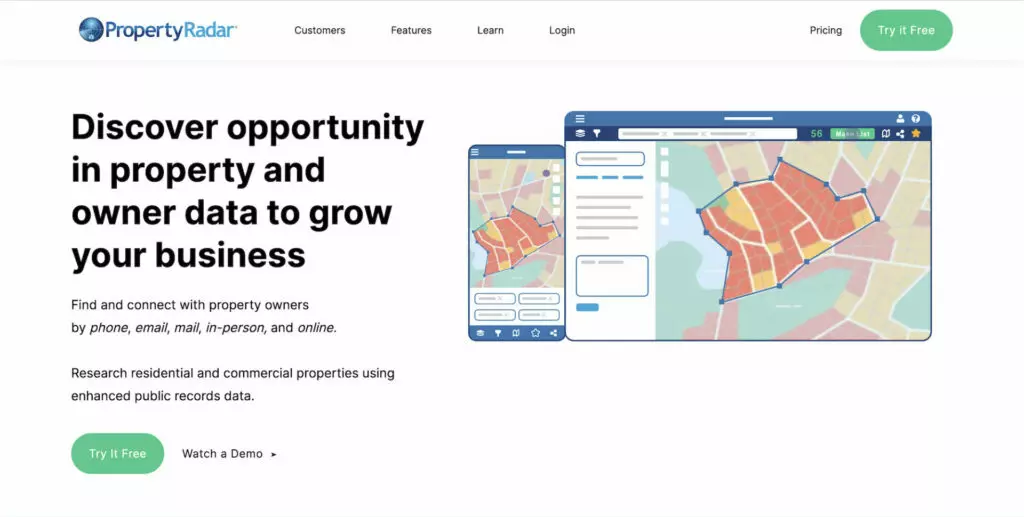 PropertyRadar
Customers
Features
Learn
Login
Pricing
Try it Free
Discover opportunity
in property and
owner data to grow
your business
Find and connect with property owners
by phone, email, mail, in-person, and online.
Research residential and commercial properties using
enhanced public records data.
Try It Free
Watch a Demo ➤
56